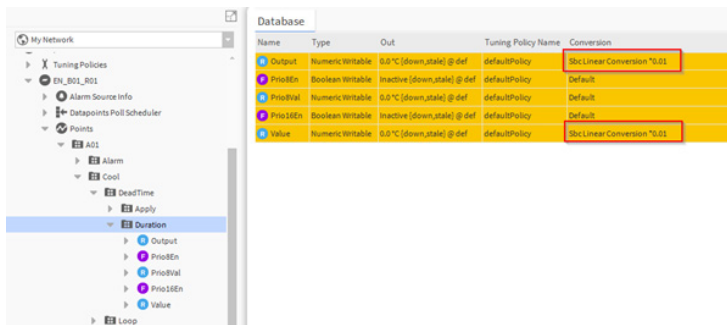 My Network
Tuning Policies
EN_B01_R01
Alarm Source Info
Datapoints Poll Scheduler
Points
A01
Alarm
Cool
DeadTime
Apply
Duration
Output
Prio8En
Prio8Val
Prio16En
Value
Loop
Database
Name Type Out Tuning Policy Name Conversion
Output Numeric Writable 0.0 °C {down,stale} @ def defaultPolicy Sbc Linear Conversion *0.01
Prio8En Boolean Writable Inactive {down,stale} @ def defaultPolicy Default
Prio8Val Numeric Writable 0.0 °C {down,stale} @ def defaultPolicy Default
Prio16En Boolean Writable Inactive {down,stale} @ def defaultPolicy Default
Value Numeric Writable 0.0 °C {down,stale} @ def defaultPolicy Sbc Linear Conversion *0.01